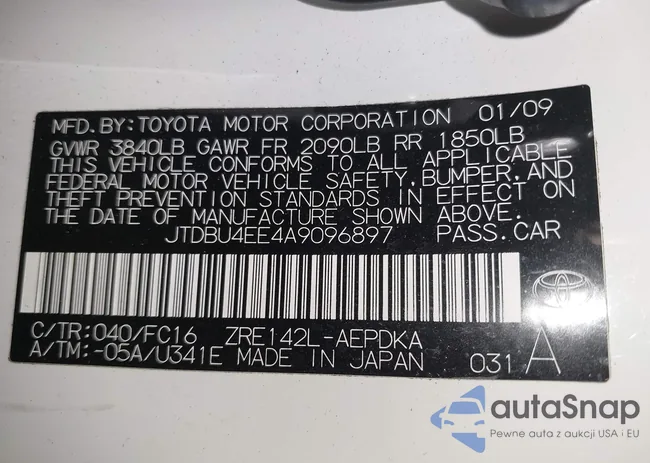 MFD.BY:TOYOTA MOTOR CORPORATION 01/09
GVWR 3840LB GAWR FR 2090LB RR 1850LB
THIS VEHICLE CONFORMS TO ALL APPLICABLE
FEDERAL MOTOR VEHICLE SAFETY,BUMPER,AND
THEFT PREVENTION STANDARDS IN EFFECT ON
THE DATE OF MANUFACTURE SHOWN ABOVE.
JTDBU4EE4A9096897 PASS.CAR
C/TR:040/FC16 ZRE142L-AEPDKA
A/TM:-05A/U341E MADE IN JAPAN 031 A
autaSnap
Pewne auta z aukcji USA i EU